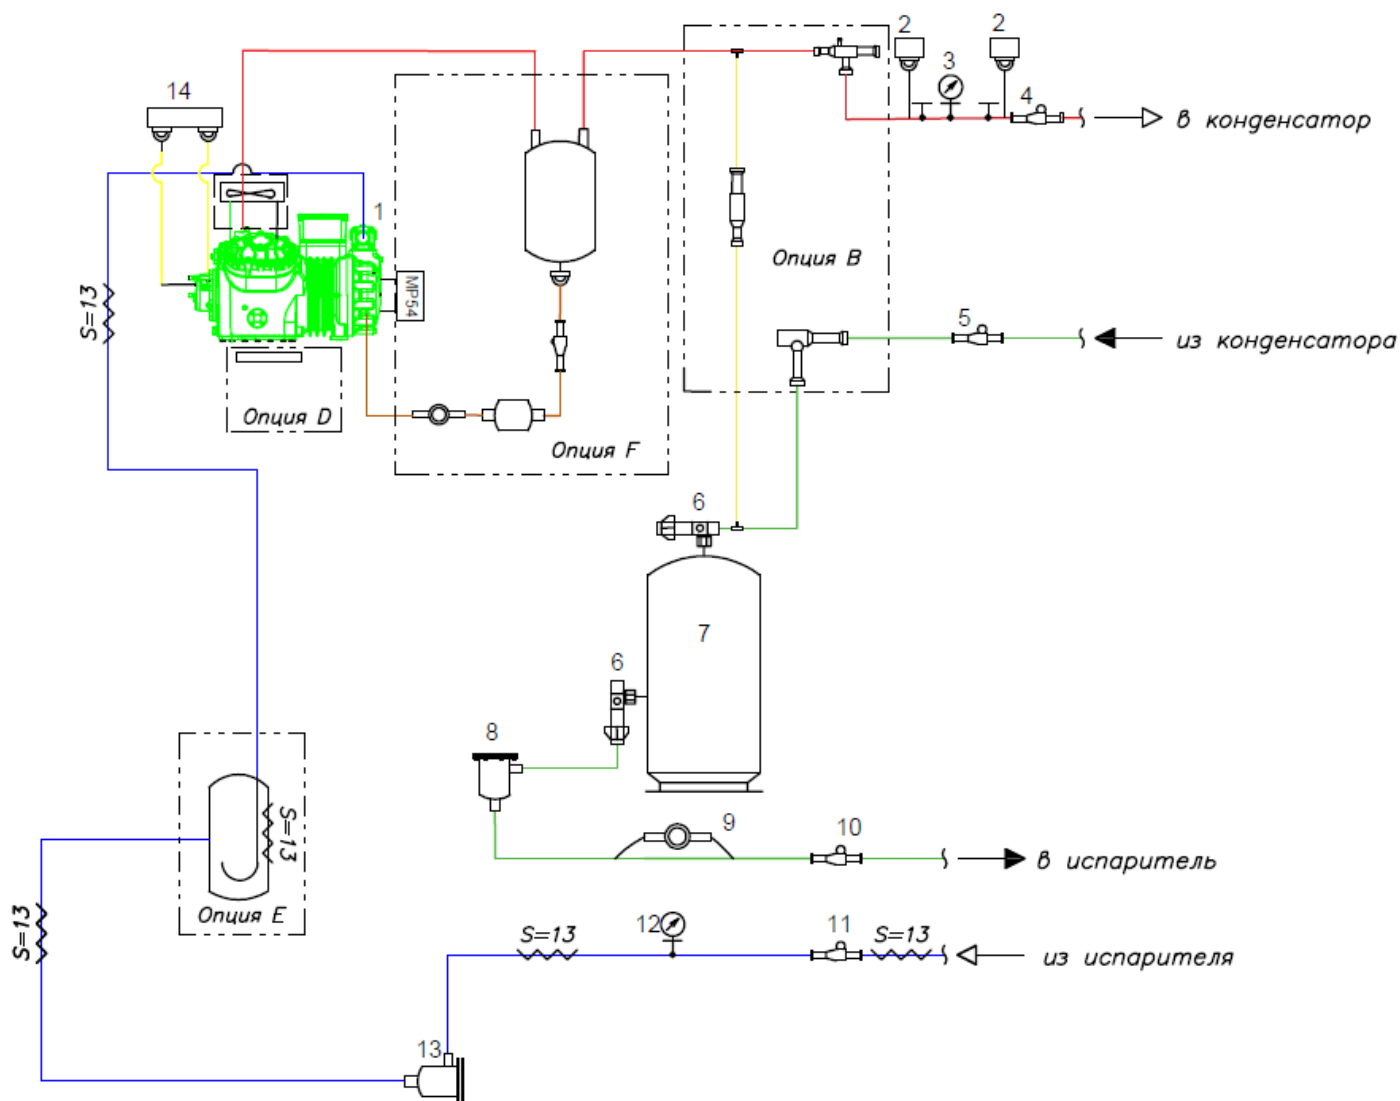 2
2
3
14
4
в конденсатор
1
Опция B
S=13
MP54
5
из конденсатора
Опция D
Опция F
6
7
6
8
S=13
9
10
в испаритель
S=13
Опция E
12
11
S=13
S=13
из испарителя
13